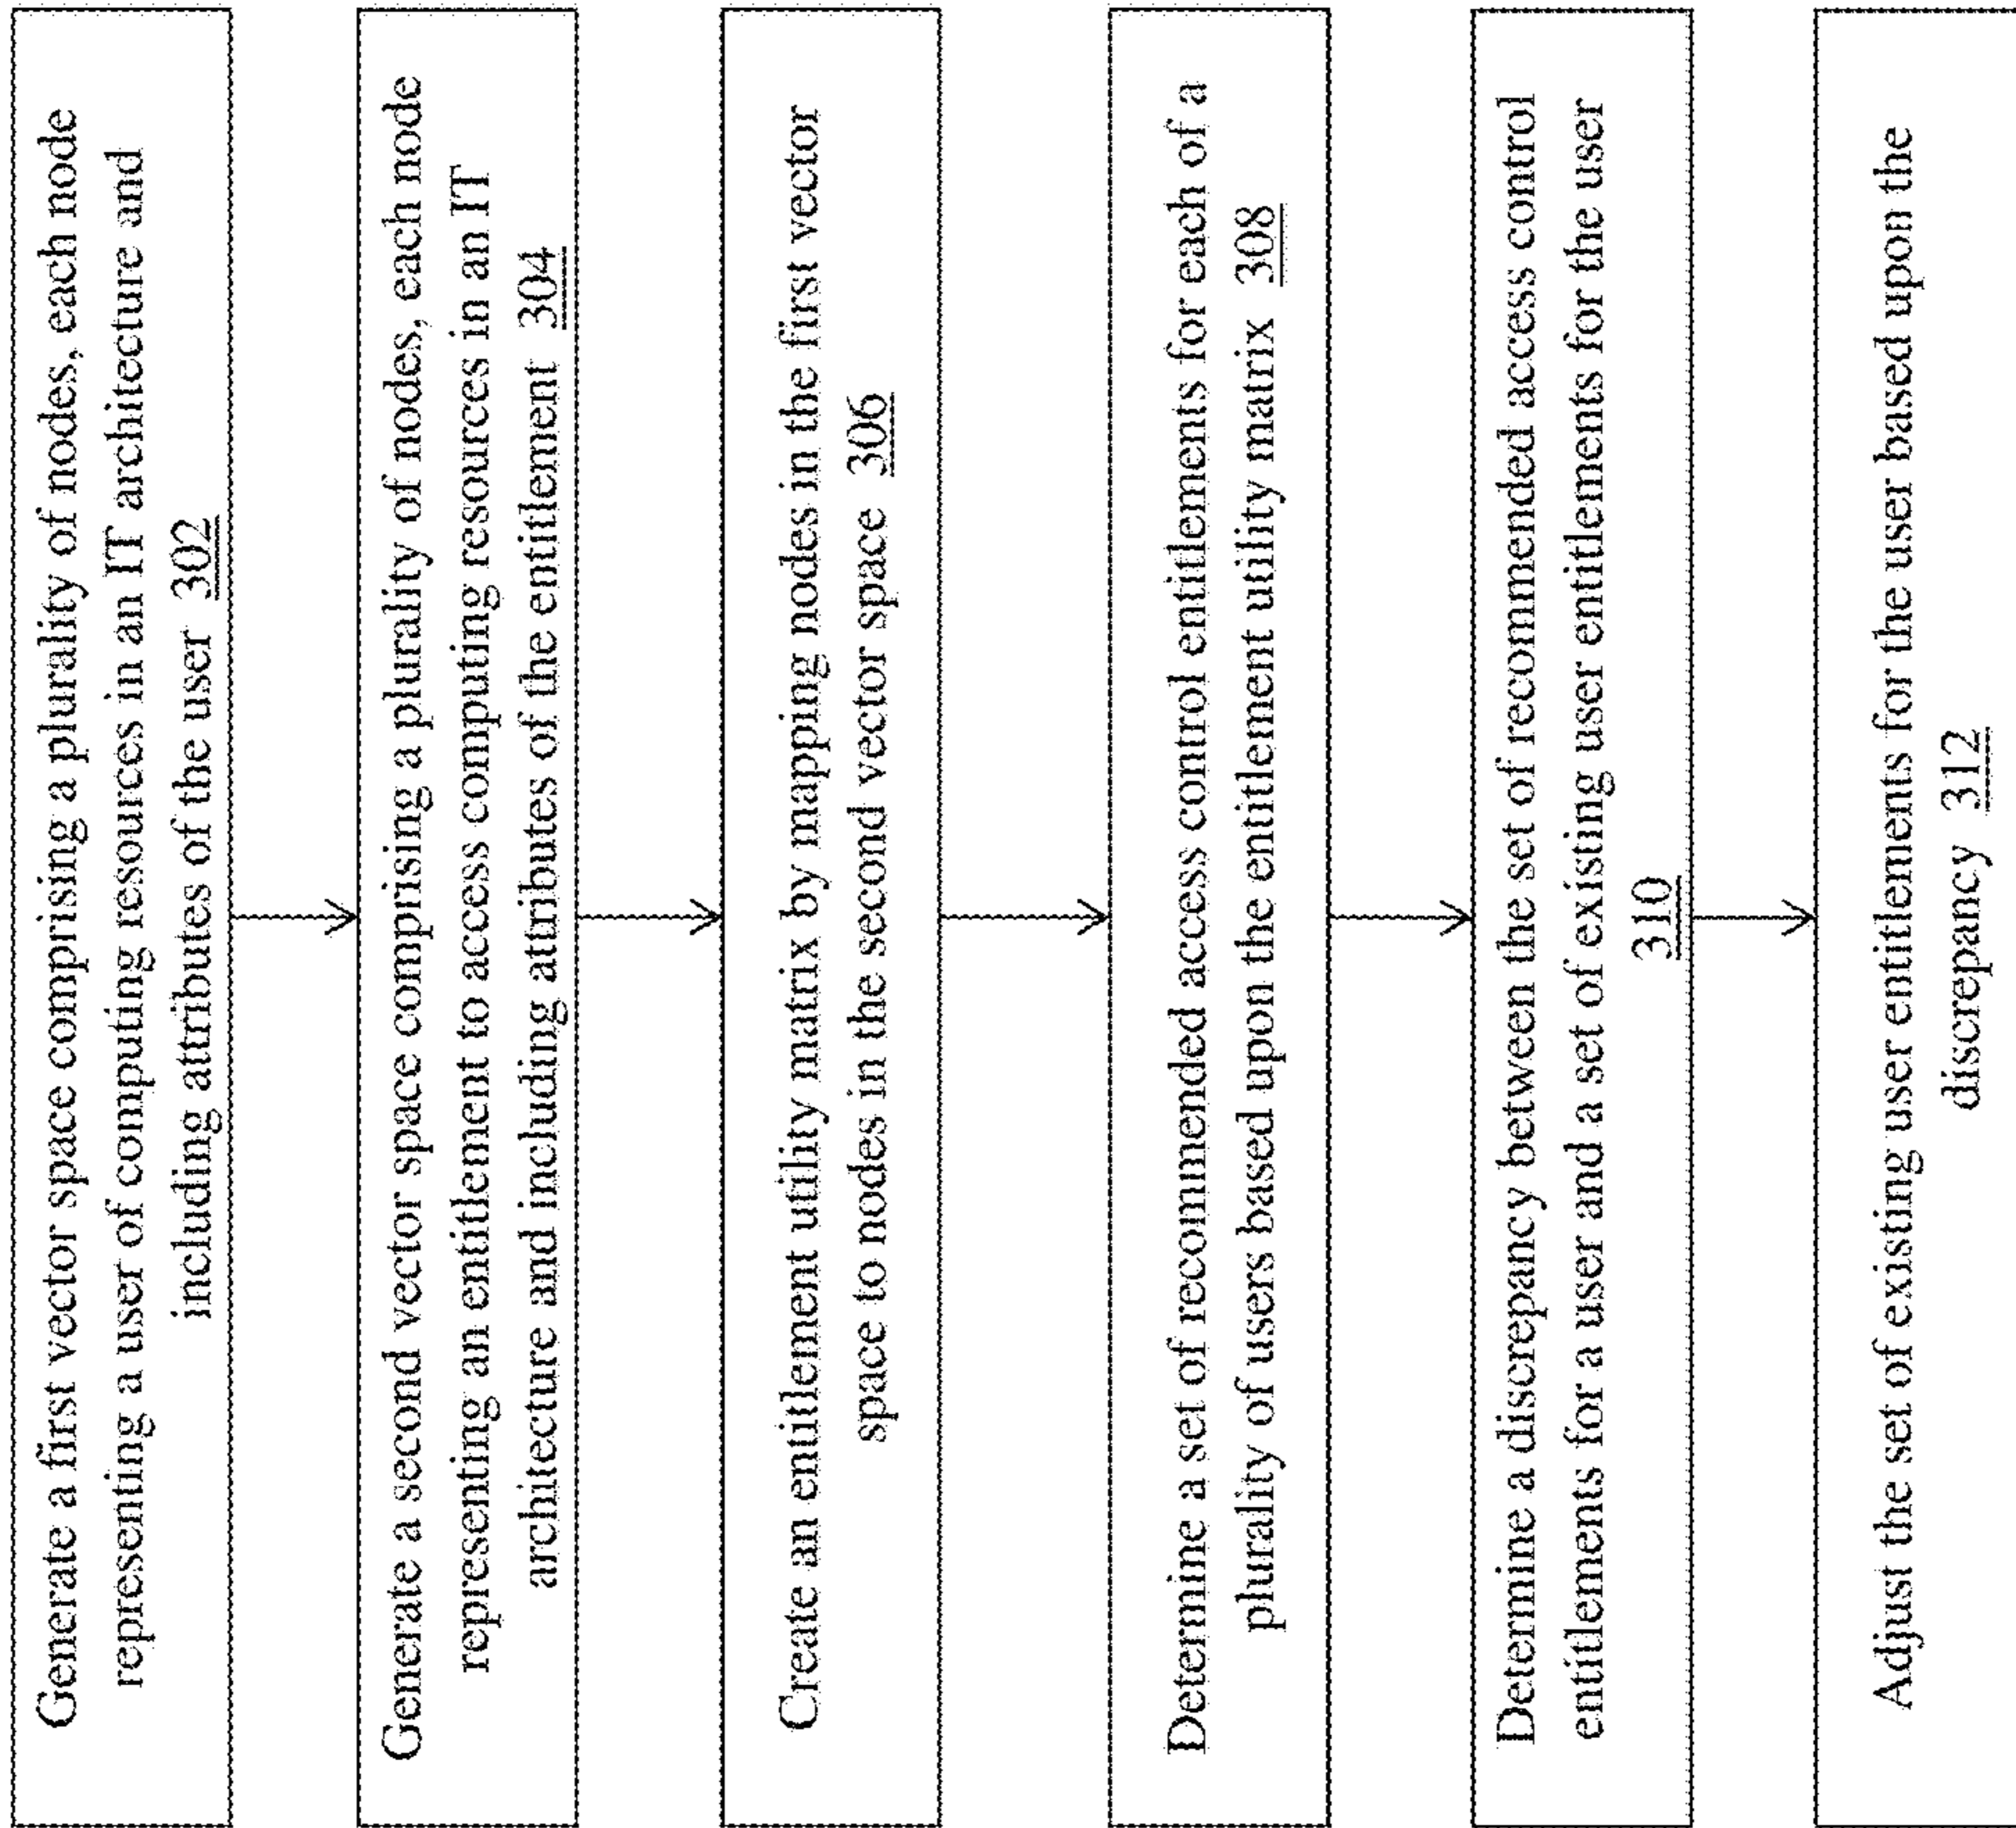 Generate a first vector space comprising a plurality of nodes, each node
representing a user of computing resources in an IT architecture and
including attributes of the user 302
Generate a second vector space comprising a plurality of nodes, each node
representing an entitlement to access computing resources in an IT
architecture and including attributes of the entitlement 304
Create an entitlement utility matrix by mapping nodes in the first vector
space to nodes in the second vector space 306
Determine a set of recommended access control entitlements for each of a
plurality of users based upon the entitlement utility matrix 308
Determine a discrepancy between the set of recommended access control
entitlements for a user and a set of existing user entitlements for the user
310
Adjust the set of existing user entitlements for the user based upon the
discrepancy 312